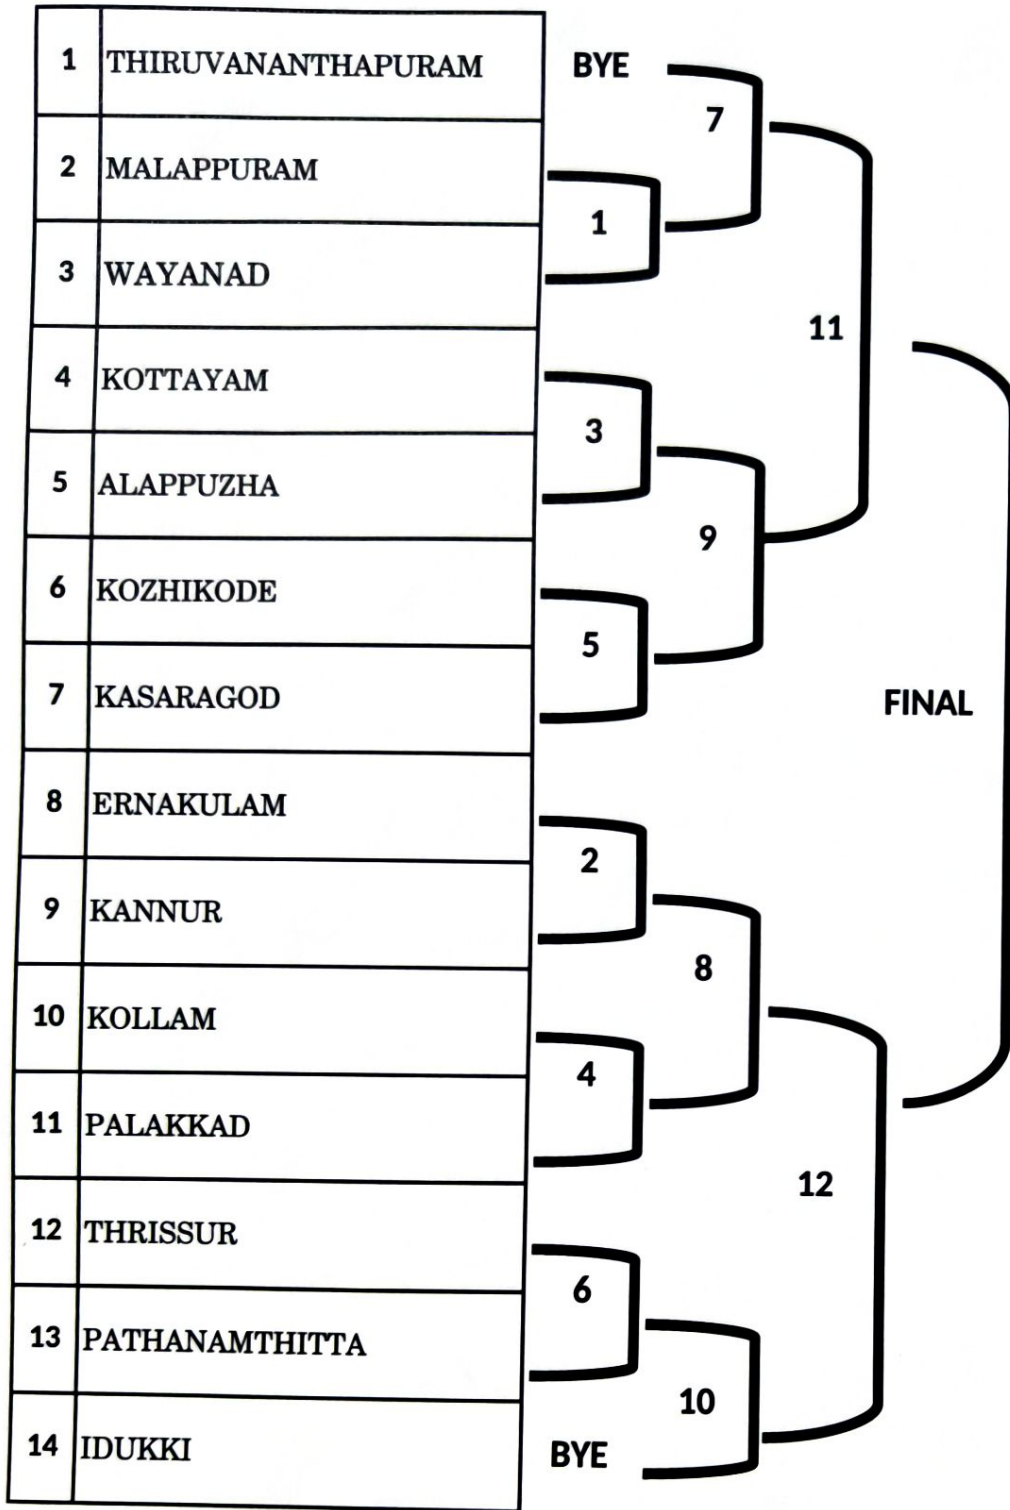 1 THIRUVANANTHAPURAM BYE
7
2 MALAPPURAM
1
3 WAYANAD
11
4 KOTTAYAM
3
5 ALAPPUZHA
9
6 KOZHIKODE
5
7 KASARAGOD
FINAL
8 ERNAKULAM
2
9 KANNUR
8
10 KOLLAM
4
11 PALAKKAD
12
12 THRISSUR
6
13 PATHANAMTHITTA
10
14 IDUKKI BYE